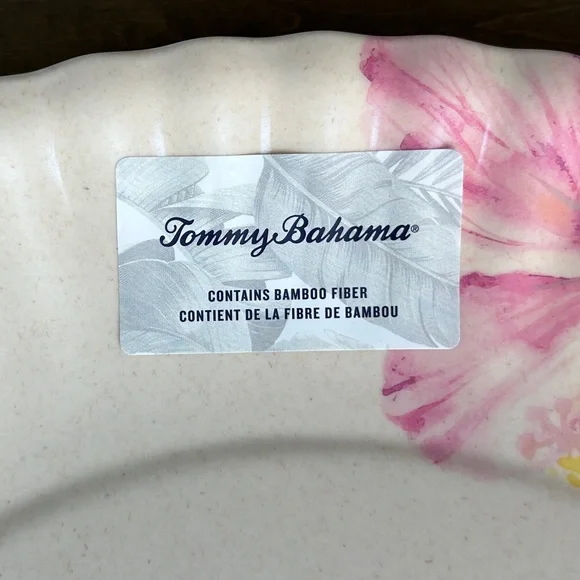 Tommy Bahama®
CONTAINS BAMBOO FIBER
CONTIENT DE LA FIBRE DE BAMBOU